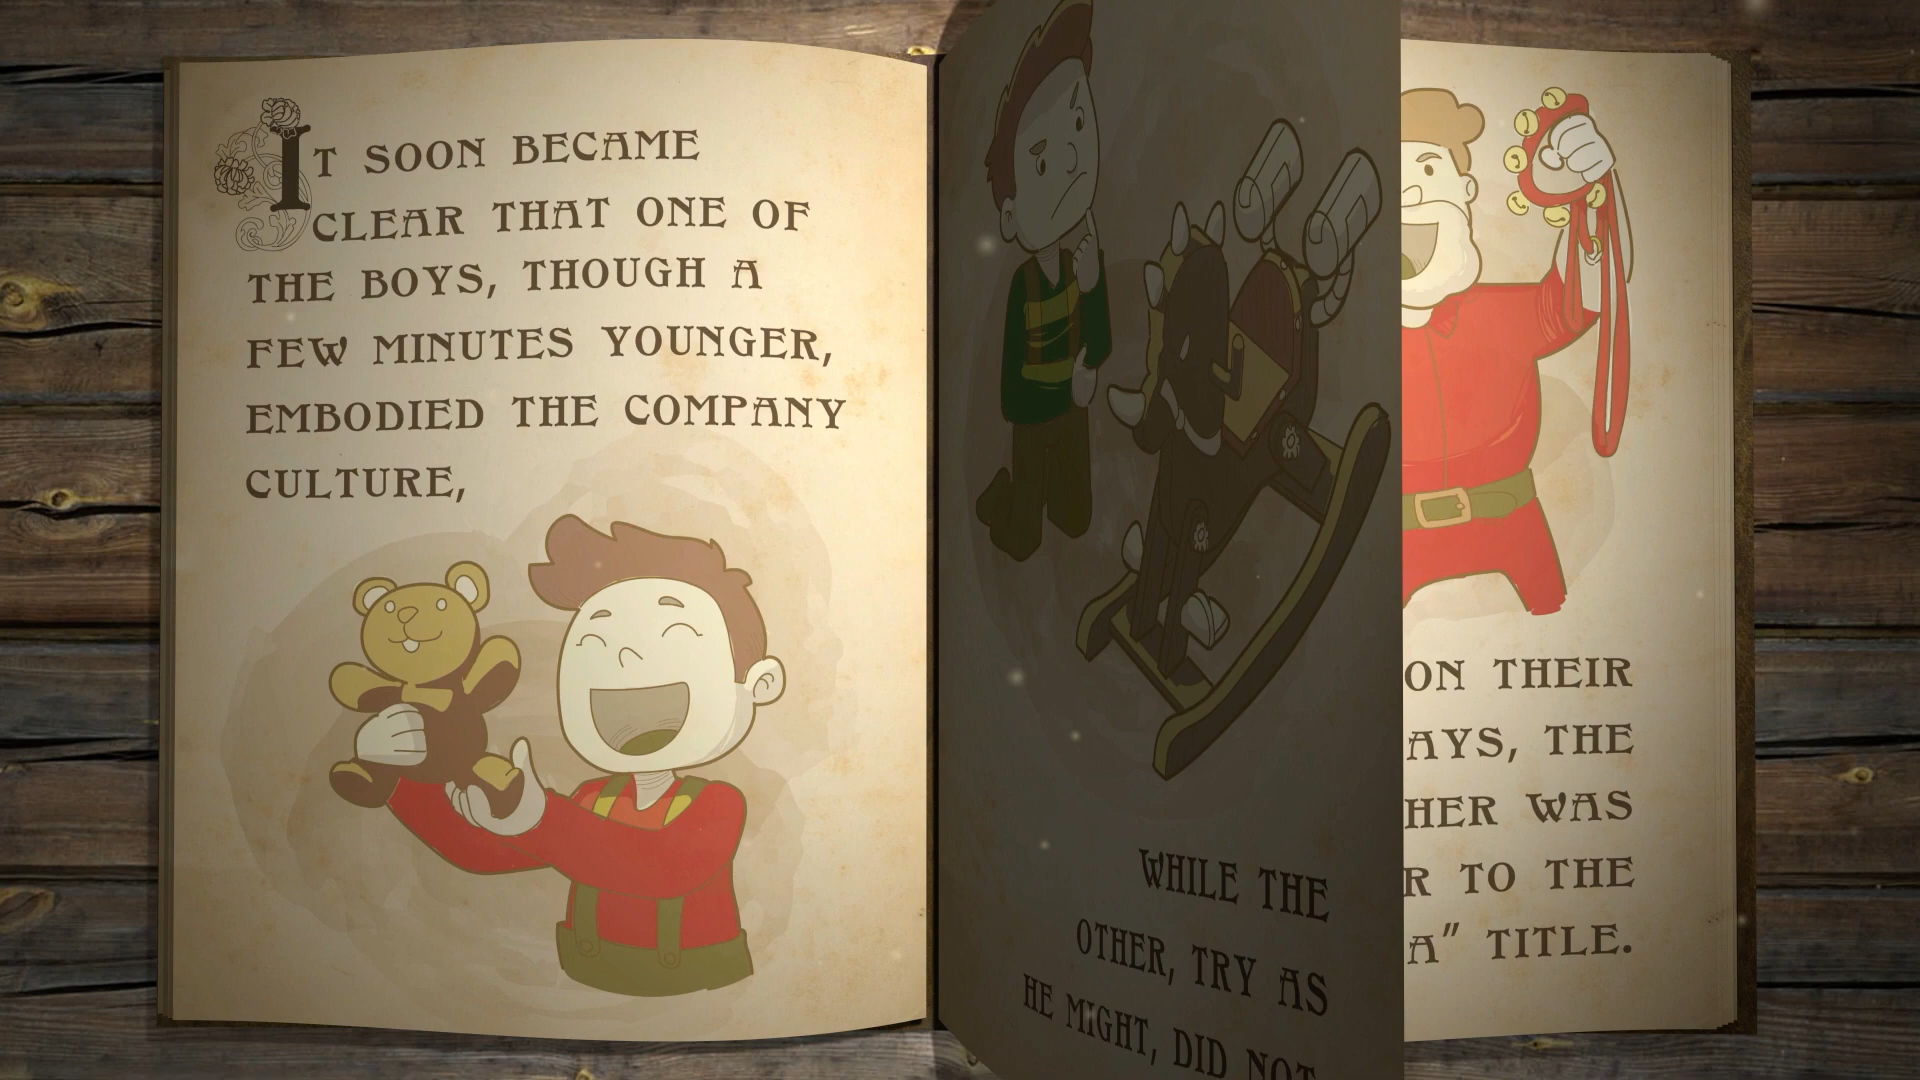 IT SOON BECAME
CLEAR THAT ONE OF
THE BOYS, THOUGH A
FEW MINUTES YOUNGER,
EMBODIED THE COMPANY
CULTURE,
WHILE THE
OTHER, TRY AS
HE MIGHT, DID NOT
ON THEIR
AYS, THE
HER WAS
R TO THE
A" TITLE.